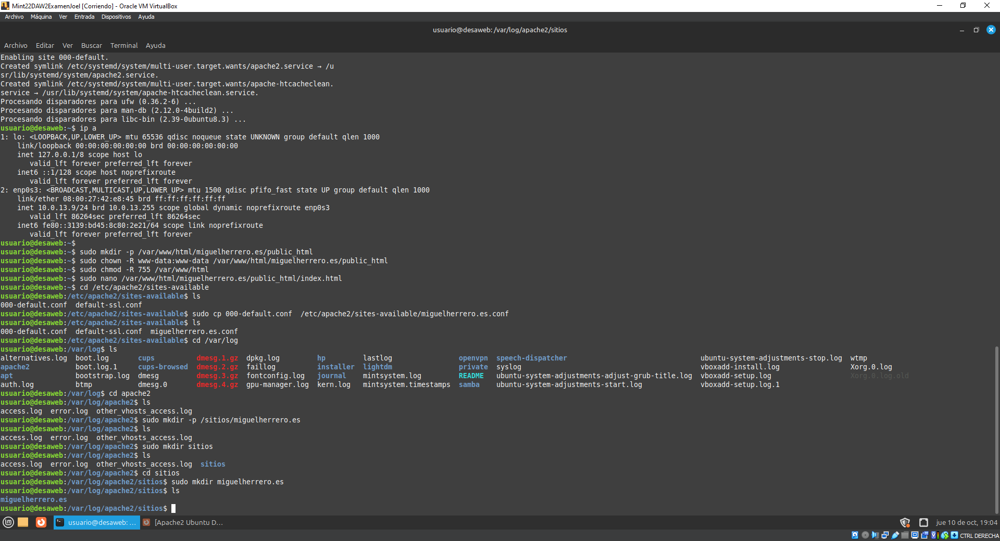 Mint22DAW2ExamenJoel [Corriendo] - Oracle VM VirtualBox
Archivo Máquina Ver Entrada Dispositivos Ayuda
usuario@desaweb: /var/log/apache2/sitios
Archivo Editar Ver Buscar Terminal Ayuda
Enabling site 000-default.
Created symlink /etc/systemd/system/multi-user.target.wants/apache2.service → /u
sr/lib/systemd/system/apache2.service.
Created symlink /etc/systemd/system/multi-user.target.wants/apache-htcacheclean.
service → /usr/lib/systemd/system/apache-htcacheclean.service.
Procesando disparadores para ufw (0.36.2-6) ...
Procesando disparadores para man-db (2.12.0-4build2) ...
Procesando disparadores para libc-bin (2.39-0ubuntu8.3) ...
usuario@desaweb:~$ ip a
1: lo: <LOOPBACK,UP,LOWER_UP> mtu 65536 qdisc noqueue state UNKNOWN group default qlen 1000
    link/loopback 00:00:00:00:00:00 brd 00:00:00:00:00:00
    inet 127.0.0.1/8 scope host lo
       valid_lft forever preferred_lft forever
    inet6 ::1/128 scope host noprefixroute
       valid_lft forever preferred_lft forever
2: enp0s3: <BROADCAST,MULTICAST,UP,LOWER_UP> mtu 1500 qdisc pfifo_fast state UP group default qlen 1000
    link/ether 08:00:27:42:e8:45 brd ff:ff:ff:ff:ff:ff
    inet 10.0.13.9/24 brd 10.0.13.255 scope global dynamic noprefixroute enp0s3
       valid_lft 86264sec preferred_lft 86264sec
    inet6 fe80::3139:bd45:8c80:2e21/64 scope link noprefixroute
       valid_lft forever preferred_lft forever
usuario@desaweb:~$
usuario@desaweb:~$ sudo mkdir -p /var/www/html/miguelherrero.es/public_html
usuario@desaweb:~$ sudo chown -R www-data:www-data /var/www/html/miguelherrero.es/public_html
usuario@desaweb:~$ sudo chmod -R 755 /var/www/html
usuario@desaweb:~$ sudo nano /var/www/html/miguelherrero.es/public_html/index.html
usuario@desaweb:~$ cd /etc/apache2/sites-available
usuario@desaweb:/etc/apache2/sites-available$ ls
000-default.conf  default-ssl.conf
usuario@desaweb:/etc/apache2/sites-available$ sudo cp 000-default.conf  /etc/apache2/sites-available/miguelherrero.es.conf
usuario@desaweb:/etc/apache2/sites-available$ ls
000-default.conf  default-ssl.conf  miguelherrero.es.conf
usuario@desaweb:/etc/apache2/sites-available$ cd /var/log
usuario@desaweb:/var/log$ ls
alternatives.log  boot.log  cups  dmesg.1.gz  dpkg.log  hp  lastlog  openvpn  speech-dispatcher  ubuntu-system-adjustments-stop.log  wtmp
apache2  boot.log.1  cups-browsed  dmesg.2.gz  faillog  installer  lightdm  private  syslog  vboxadd-install.log  Xorg.0.log
apt  bootstrap.log  dmesg  dmesg.3.gz  fontconfig.log  journal  mintsystem.log  README  ubuntu-system-adjustments-adjust-grub-title.log  vboxadd-setup.log  Xorg.0.log.old
auth.log  btmp  dmesg.0  dmesg.4.gz  gpu-manager.log  kern.log  mintsystem.timestamps  samba  ubuntu-system-adjustments-start.log  vboxadd-setup.log.1
usuario@desaweb:/var/log$ cd apache2
usuario@desaweb:/var/log/apache2$ ls
access.log  error.log  other_vhosts_access.log
usuario@desaweb:/var/log/apache2$ sudo mkdir -p /sitios/miguelherrero.es
usuario@desaweb:/var/log/apache2$ ls
access.log  error.log  other_vhosts_access.log
usuario@desaweb:/var/log/apache2$ sudo mkdir sitios
usuario@desaweb:/var/log/apache2$ ls
access.log  error.log  other_vhosts_access.log  sitios
usuario@desaweb:/var/log/apache2$ cd sitios
usuario@desaweb:/var/log/apache2/sitios$ sudo mkdir miguelherrero.es
usuario@desaweb:/var/log/apache2/sitios$ ls
miguelherrero.es
usuario@desaweb:/var/log/apache2/sitios$
usuario@desaweb: ... [Apache2 Ubuntu D... jue 10 de oct, 19:04
CTRL DERECHA